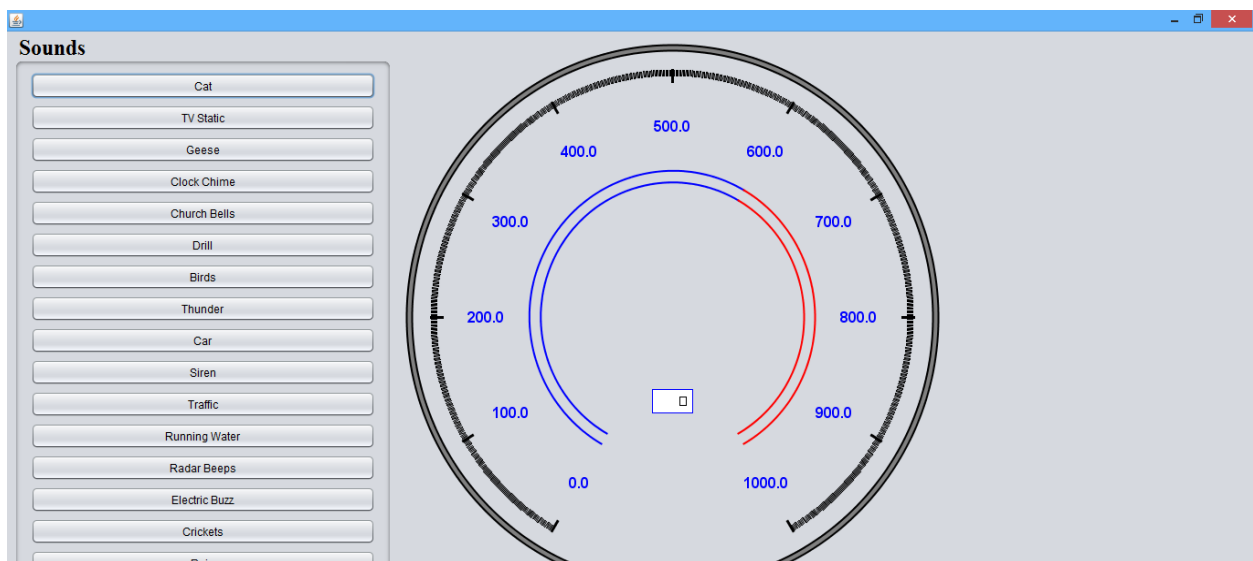 Sounds
Cat
TV Static
Geese
Clock Chime
Church Bells
Drill
Birds
Thunder
Car
Siren
Traffic
Running Water
Radar Beeps
Electric Buzz
Crickets
500.0
400.0 600.0
300.0 700.0
200.0 800.0
100.0 900.0
0.0 1000.0